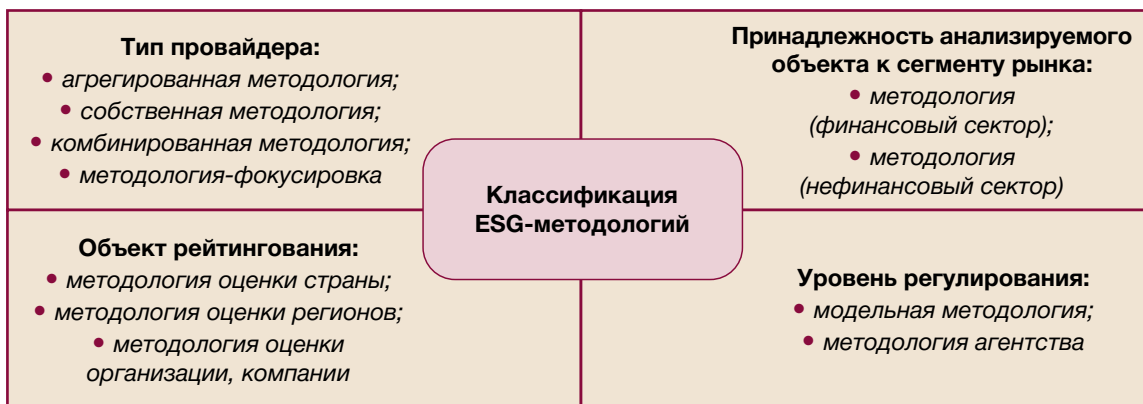 Тип провайдера:
• агрегированная методология;
• собственная методология;
• комбинированная методология;
• методология-фокусировка
Принадлежность анализируемого
объекта к сегменту рынка:
• методология
(финансовый сектор);
• методология
(нефинансовый сектор)
Классификация
ESG-методологий
Объект рейтингования:
• методология оценки страны;
• методология оценки регионов;
• методология оценки
организации, компании
Уровень регулирования:
• модельная методология;
• методология агентства